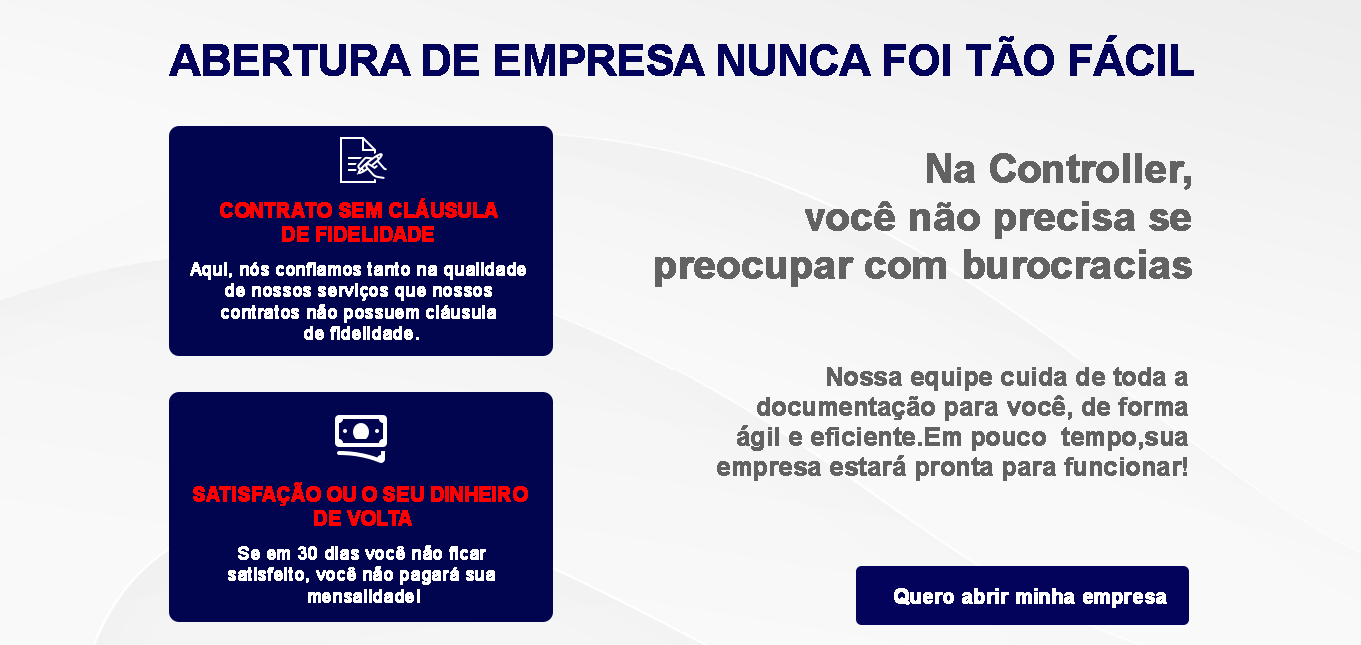 ABERTURA DE EMPRESA NUNCA FOI TÃO FÁCIL
CONTRATO SEM CLÁUSULA
DE FIDELIDADE
Aqui, nós confiamos tanto na qualidade
de nossos serviços que nossos
contratos não possuem cláusula
de fidelidade.
SATISFAÇÃO OU O SEU DINHEIRO
DE VOLTA
Se em 30 dias você não ficar
satisfeito, você não pagará sua
mensalidade!
Na Controller,
você não precisa se
preocupar com burocracias
Nossa equipe cuida de toda a
documentação para você, de forma
ágil e eficiente.Em pouco  tempo,sua
empresa estará pronta para funcionar!
Quero abrir minha empresa